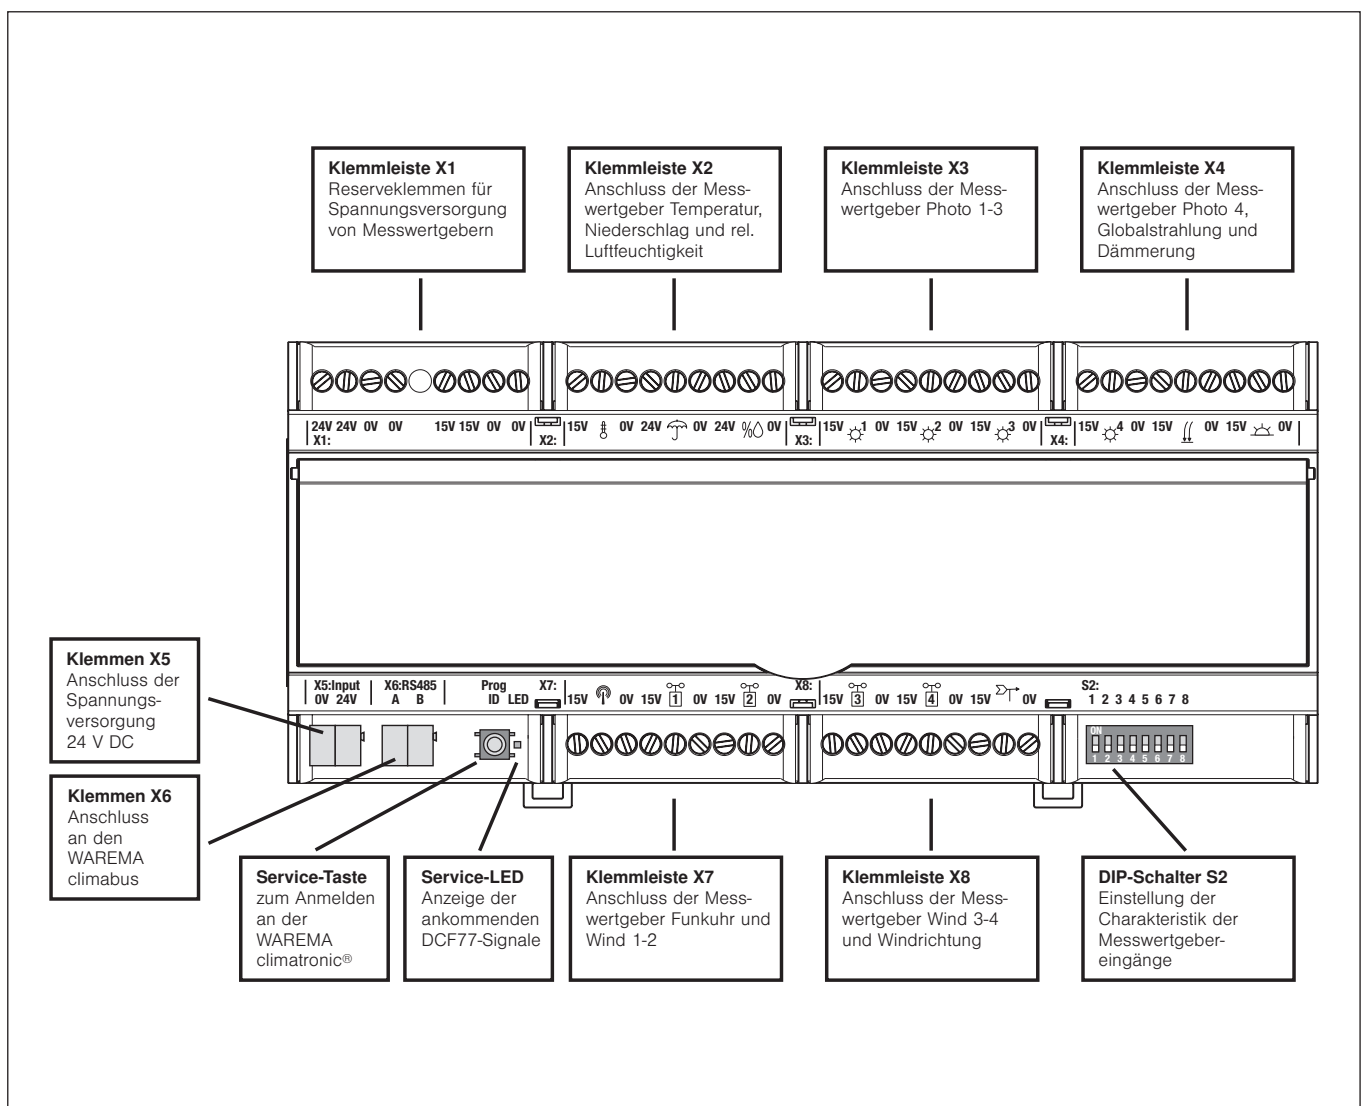 Klemmleiste X1
Reserveklemmen für
Spannungsversorgung
von Messwertgebern
Klemmleiste X2
Anschluss der Mess-
wertgeber Temperatur,
Niederschlag und rel.
Luftfeuchtigkeit
Klemmleiste X3
Anschluss der Mess-
wertgeber Photo 1-3
Klemmleiste X4
Anschluss der Mess-
wertgeber Photo 4,
Globalstrahlung und
Dämmerung
24V 24V 0V 0V 15V 15V 0V 0V
X1:
X2:
15V 0V 24V 0V 24V % 0V
X3:
15V 1 0V 15V 2 0V 15V 3 0V
X4:
15V 4 0V 15V 0V 15V 0V
Klemmen X5
Anschluss der
Spannungs-
versorgung
24 V DC
Klemmen X6
Anschluss
an den
WAREMA
climabus
X5:Input
0V 24V
X6:RS485
A B
Prog
ID LED
X7:
15V 0V 15V 1 0V 15V 2 0V
X8:
15V 3 0V 15V 4 0V 15V 0V
S2:
1 2 3 4 5 6 7 8
ON
1 2 3 4 5 6 7 8
Service-Taste
zum Anmelden
an der
WAREMA
climatronic®
Service-LED
Anzeige der
ankommenden
DCF77-Signale
Klemmleiste X7
Anschluss der Mess-
wertgeber Funkuhr und
Wind 1-2
Klemmleiste X8
Anschluss der Mess-
wertgeber Wind 3-4
und Windrichtung
DIP-Schalter S2
Einstellung der
Charakteristik der
Messwertgeber-
eingänge